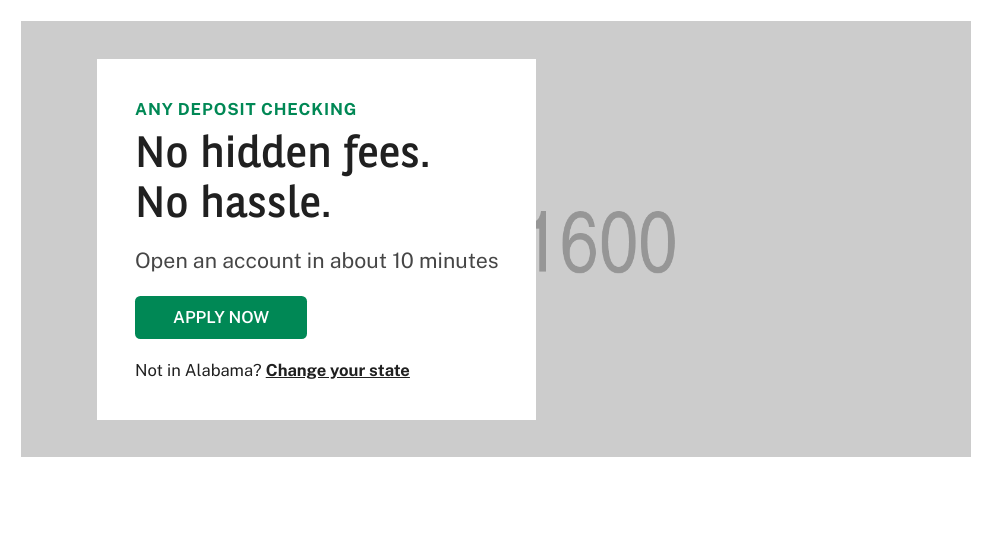 ANY DEPOSIT CHECKING
No hidden fees.
No hassle.
Open an account in about 10 minutes
APPLY NOW
Not in Alabama? Change your state
1600